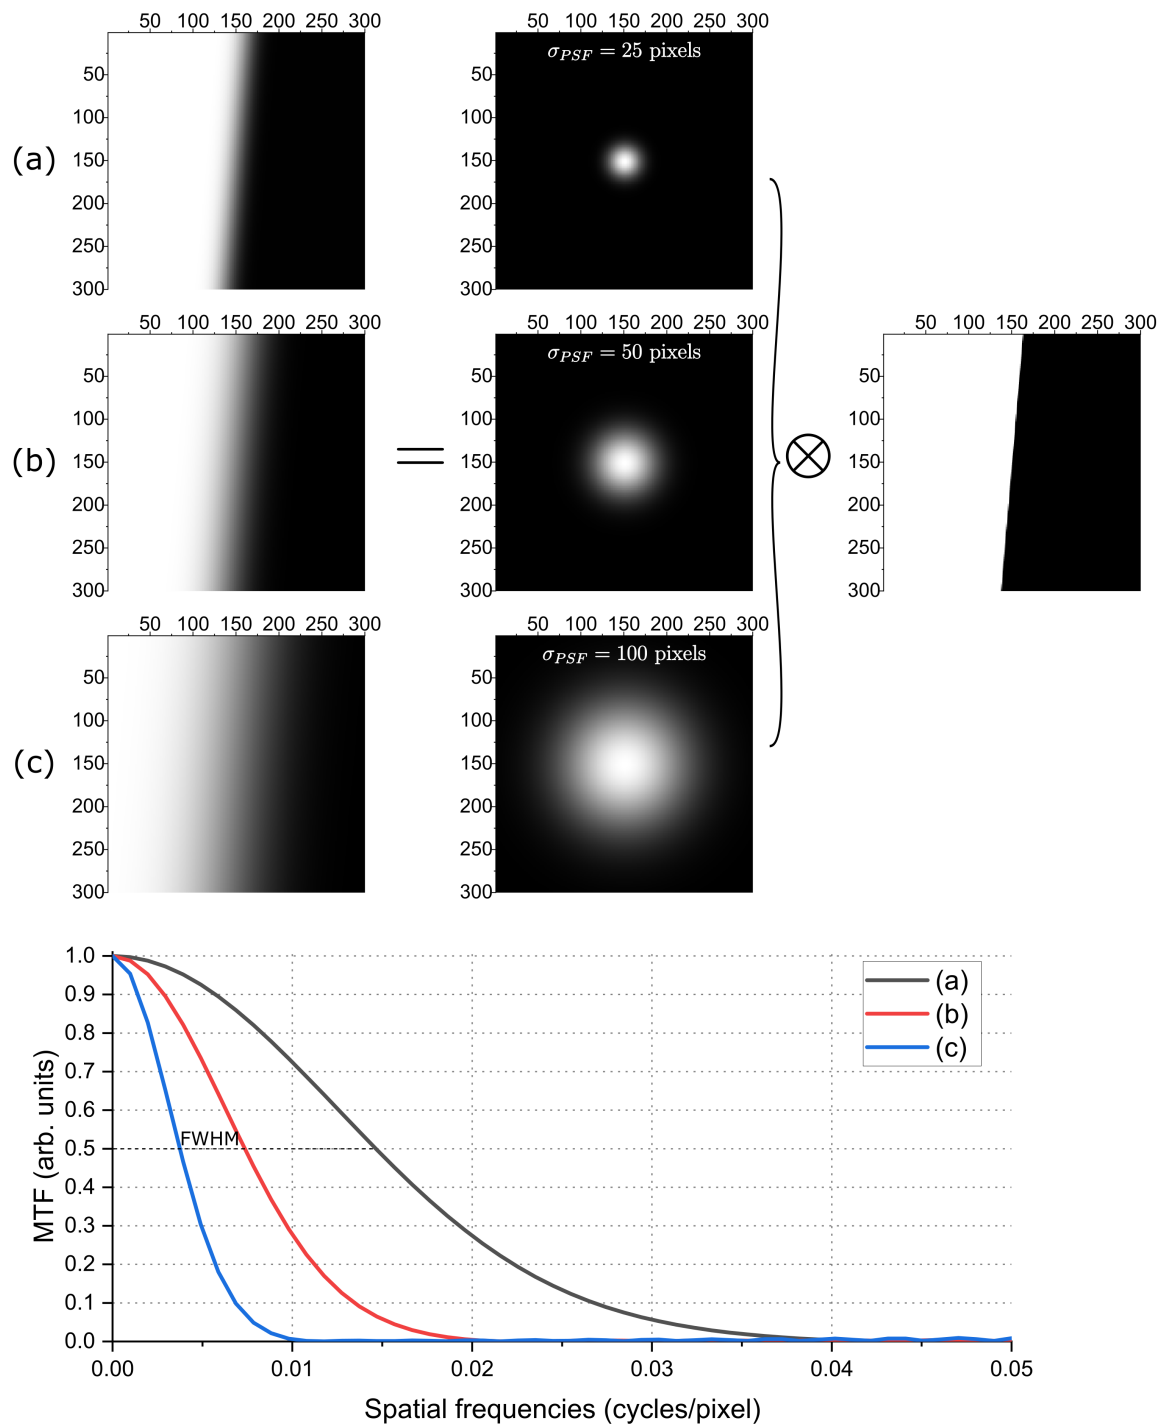 50 100 150 200 250 300
50 100 150 200 250 300
σ_PSF = 25 pixels
50
100
150
200
250
300
50
100
150
200
250
300
(a)
50 100 150 200 250 300
50 100 150 200 250 300
50 100 150 200 250 300
σ_PSF = 50 pixels
50
100
150
200
250
300
50
100
150
200
250
300
50
100
150
200
250
300
(b)
=
⊗
50 100 150 200 250 300
50 100 150 200 250 300
σ_PSF = 100 pixels
50
100
150
200
250
300
50
100
150
200
250
300
(c)
MTF (arb. units)
1.0
0.9
0.8
0.7
0.6
0.5
0.4
0.3
0.2
0.1
0.0
FWHM
(a)
(b)
(c)
0.00 0.01 0.02 0.03 0.04 0.05
Spatial frequencies (cycles/pixel)